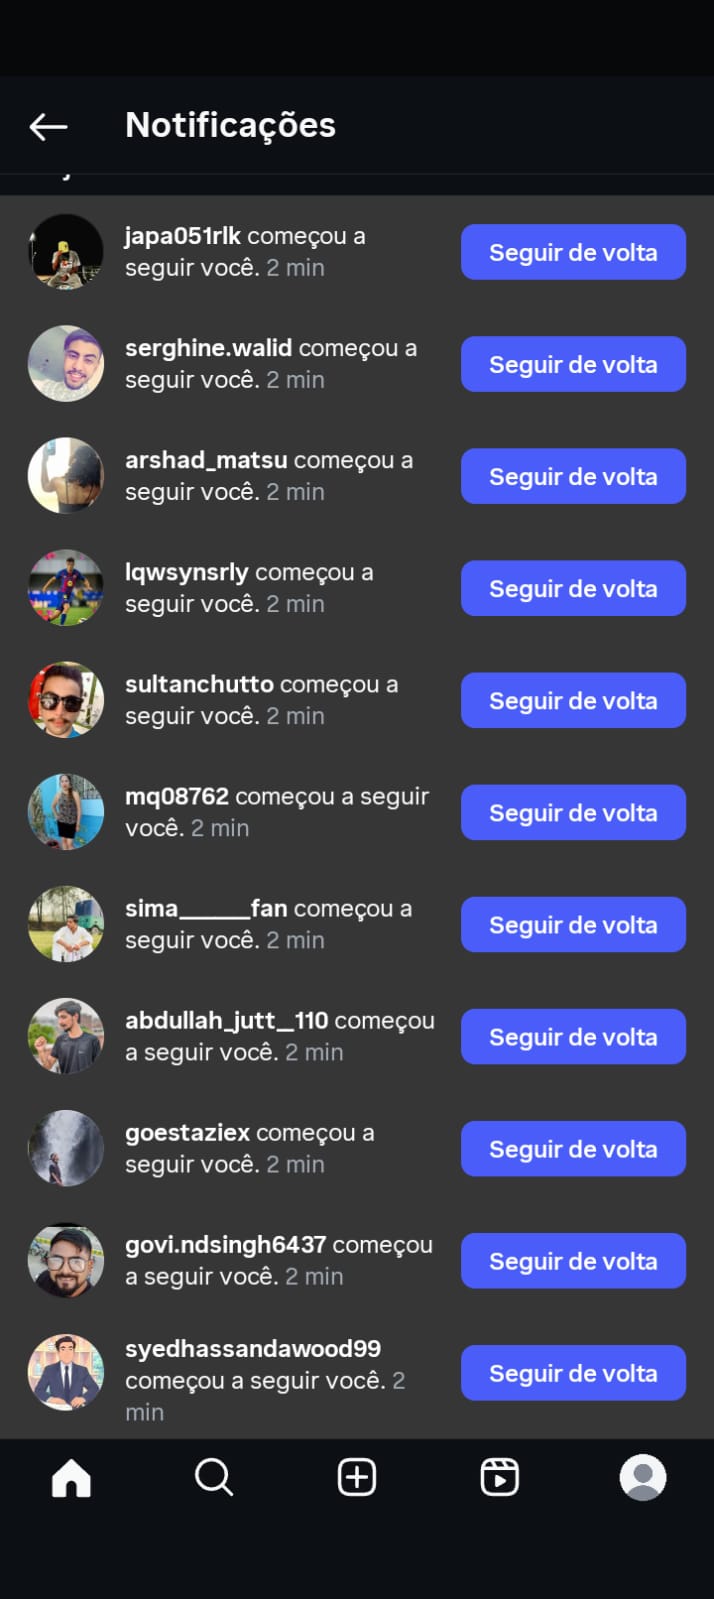 Notificações
japa051rlk começou a
seguir você. 2 min
Seguir de volta
serghine.walid começou a
seguir você. 2 min
Seguir de volta
arshad_matsu começou a
seguir você. 2 min
Seguir de volta
lqwsynsrly começou a
seguir você. 2 min
Seguir de volta
sultanchutto começou a
seguir você. 2 min
Seguir de volta
mq08762 começou a seguir
você. 2 min
Seguir de volta
sima______fan começou a
seguir você. 2 min
Seguir de volta
abdullah_jutt__110 começou
a seguir você. 2 min
Seguir de volta
goestaziex começou a
seguir você. 2 min
Seguir de volta
govi.ndsingh6437 começou
a seguir você. 2 min
Seguir de volta
syedhassandawood99
começou a seguir você. 2
min
Seguir de volta